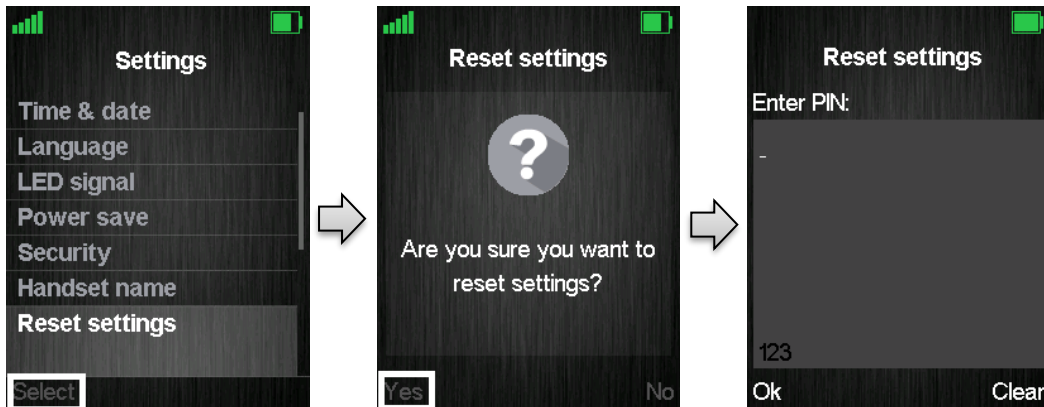 Settings
Time & date
Language
LED signal
Power save
Security
Handset name
Reset settings
Select
Reset settings
?
Are you sure you want to
reset settings?
Yes
No
Reset settings
Enter PIN:
-
123
Ok
Clear